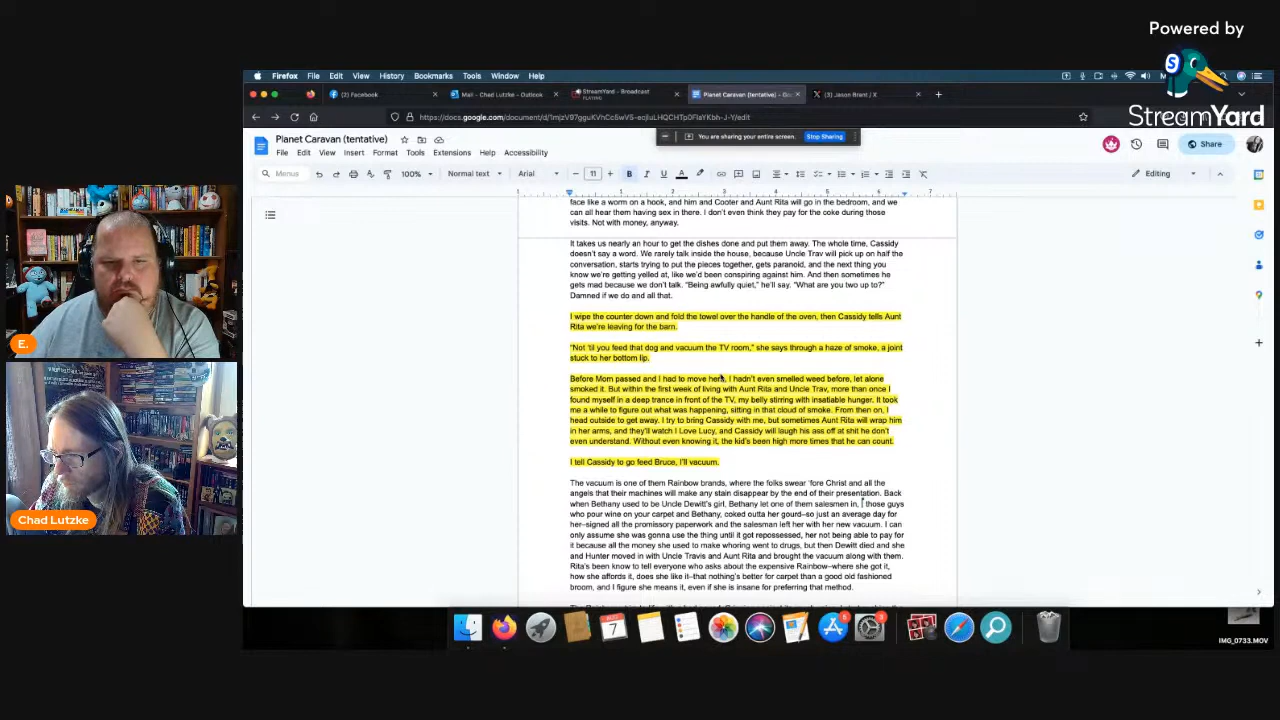 Powered by
StreamYard
Firefox File Edit View History Bookmarks Tools Window Help
(2) Facebook
Mail - Chad Lutzke - Outlook
StreamYard - Broadcast
PLAYING
Planet Caravan (tentative) - Go
(3) Jason Brant / X
You are sharing your entire screen. Stop Sharing
Planet Caravan (tentative)
Share
File Edit View Insert Format Tools Extensions Help Accessibility
Menus 100% Normal text Arial 11 Editing
face like a worm on a hook, and him and Cooter and Aunt Rita will go in the bedroom, and we
can all hear them having sex in there. I don't even think they pay for the coke during those
visits. Not with money, anyway.
It takes us nearly an hour to get the dishes done and put them away. The whole time, Cassidy
doesn't say a word. We rarely talk inside the house, because Uncle Trav will pick up on half the
conversation, starts trying to put the pieces together, gets paranoid, and the next thing you
know we're getting yelled at, like we'd been conspiring against him. And then sometimes he
gets mad because we don't talk. "Being awfully quiet," he'll say. "What are you two up to?"
Damned if we do and all that.
I wipe the counter down and fold the towel over the handle of the oven, then Cassidy tells Aunt
Rita we're leaving for the barn.
"Not 'til you feed that dog and vacuum the TV room," she says through a haze of smoke, a joint
stuck to her bottom lip.
Before Mom passed and I had to move here, I hadn't even smelled weed before, let alone
smoked it. But within the first week of living with Aunt Rita and Uncle Trav, more than once I
found myself in a deep trance in front of the TV, my belly stirring with insatiable hunger. It took
me a while to figure out what was happening, sitting in that cloud of smoke. From then on, I
head outside to get away. I try to bring Cassidy with me, but sometimes Aunt Rita will wrap him
in her arms, and they'll watch I Love Lucy, and Cassidy will laugh his ass off at shit he don't
even understand. Without even knowing it, the kid's been high more times that he can count.
I tell Cassidy to go feed Bruce, I'll vacuum.
The vacuum is one of them Rainbow brands, where the folks swear 'fore Christ and all the
angels that their machines will make any stain disappear by the end of their presentation. Back
when Bethany used to be Uncle Dewitt's girl, Bethany let one of them salesmen in, those guys
who pour wine on your carpet and Bethany, coked outta her gourd–so just an average day for
her–signed all the promissory paperwork and the salesman left her with her new vacuum. I can
only assume she was gonna use the thing until it got repossessed, her not being able to pay for
it because all the money she used to make whoring went to drugs, but then Dewitt died and she
and Hunter moved in with Uncle Travis and Aunt Rita and brought the vacuum along with them.
Rita's been know to tell everyone who asks about the expensive Rainbow–where she got it,
how she affords it, does she like it–that nothing's better for carpet than a good old fashioned
broom, and I figure she means it, even if she is insane for preferring that method.
E.
Chad Lutzke
7
IMG_0733.MOV